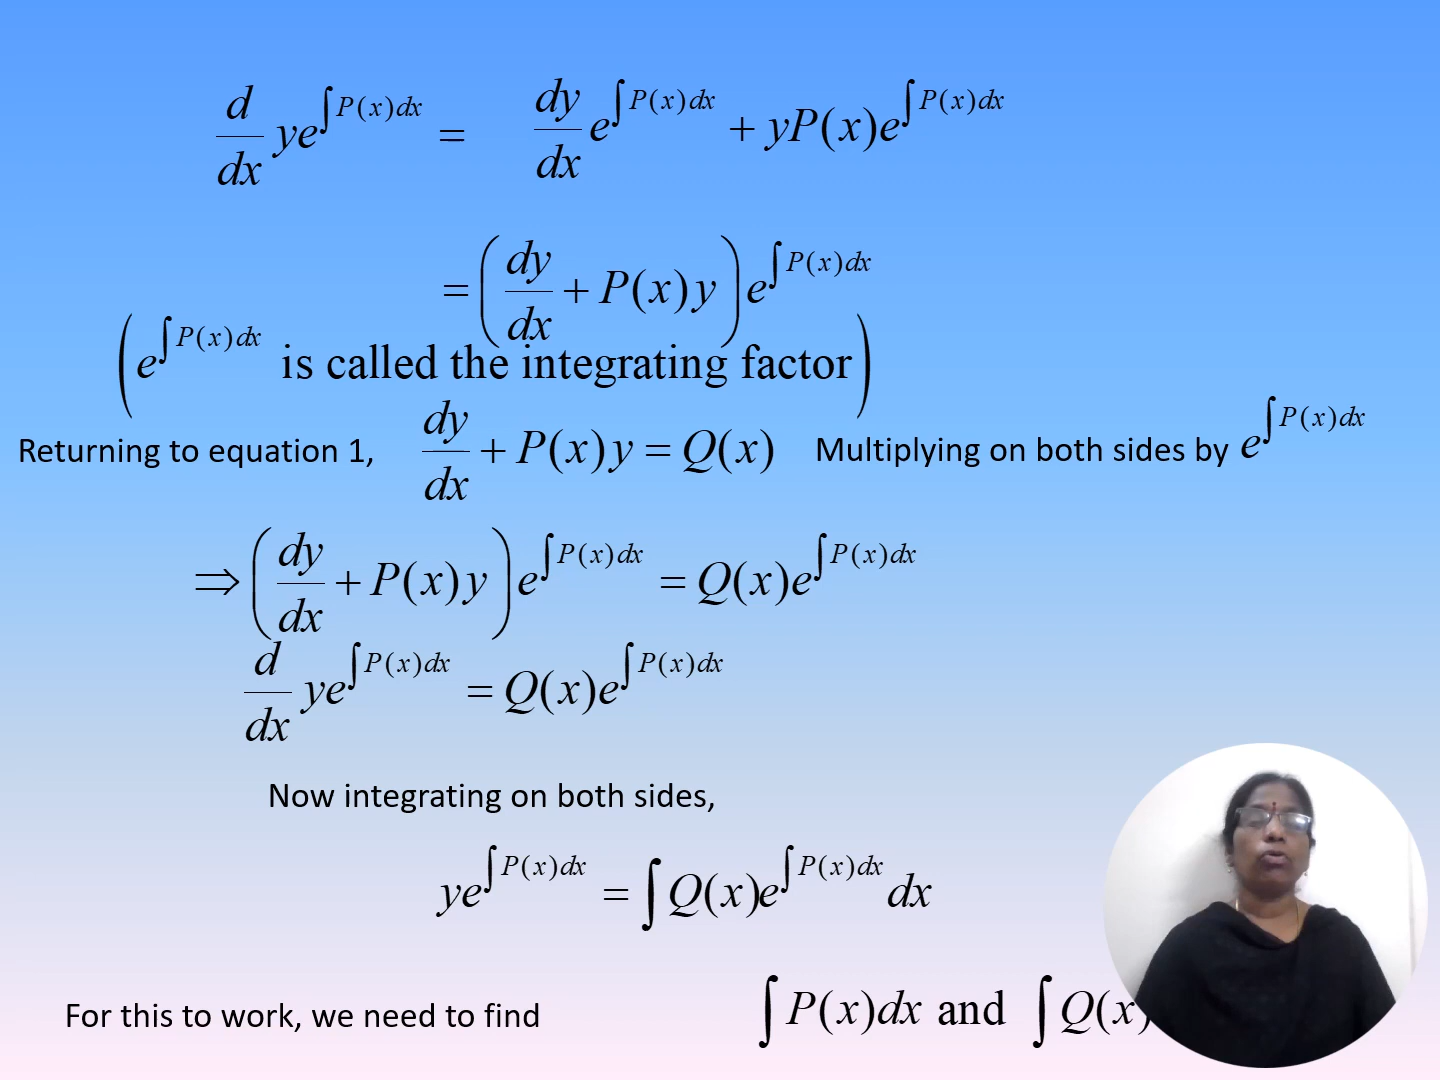 d/dx ye^∫P(x)dx = dy/dx e^∫P(x)dx + yP(x)e^∫P(x)dx
= (dy/dx + P(x)y) e^∫P(x)dx
(e^∫P(x)dx is called the integrating factor)
Returning to equation 1, dy/dx + P(x)y = Q(x) Multiplying on both sides by e^∫P(x)dx
⇒ (dy/dx + P(x)y) e^∫P(x)dx = Q(x)e^∫P(x)dx
d/dx ye^∫P(x)dx = Q(x)e^∫P(x)dx
Now integrating on both sides,
ye^∫P(x)dx = ∫Q(x)e^∫P(x)dx dx
For this to work, we need to find ∫P(x)dx and ∫Q(x)